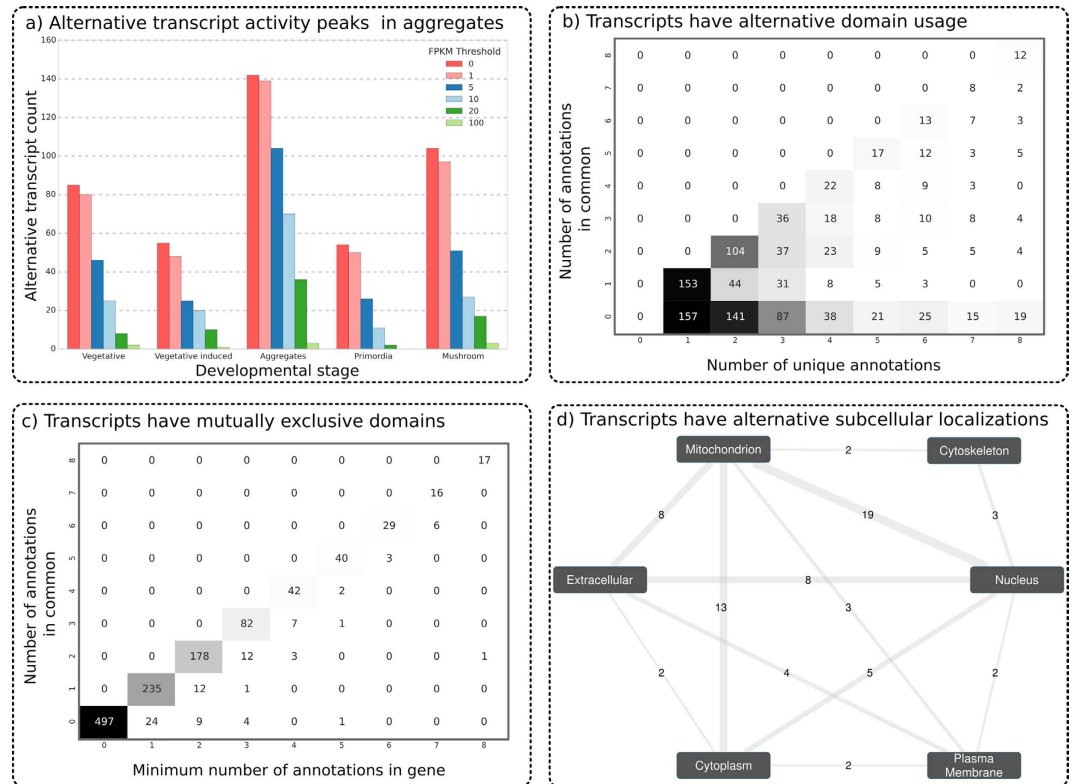 a) Alternative transcript activity peaks in aggregates
FPKM Threshold
0
1
5
10
20
100
160
140
120
100
80
60
40
20
0
Alternative transcript count
Vegetative Vegetative induced Aggregates Primordia Mushroom
Developmental stage
b) Transcripts have alternative domain usage
Number of annotations
in common
8 0 0 0 0 0 0 0 0 12
7 0 0 0 0 0 0 0 8 2
6 0 0 0 0 0 0 13 7 3
5 0 0 0 0 0 17 12 3 5
4 0 0 0 0 22 8 9 3 0
3 0 0 0 36 18 8 10 8 4
2 0 0 104 37 23 9 5 5 4
1 0 153 44 31 8 5 3 0 0
0 0 157 141 87 38 21 25 15 19
0 1 2 3 4 5 6 7 8
Number of unique annotations
c) Transcripts have mutually exclusive domains
Number of annotations
in common
8 0 0 0 0 0 0 0 0 17
7 0 0 0 0 0 0 0 16 0
6 0 0 0 0 0 0 29 6 0
5 0 0 0 0 0 40 3 0 0
4 0 0 0 0 42 2 0 0 0
3 0 0 0 82 7 1 0 0 0
2 0 0 178 12 3 0 0 0 1
1 0 235 12 1 0 0 0 0 0
0 497 24 9 4 0 1 0 0 0
0 1 2 3 4 5 6 7 8
Minimum number of annotations in gene
d) Transcripts have alternative subcellular localizations
Mitochondrion 2 Cytoskeleton
8 19 3
Extracellular 8 Nucleus
13 3
2 4 5 2
Cytoplasm 2 Plasma
Membrane